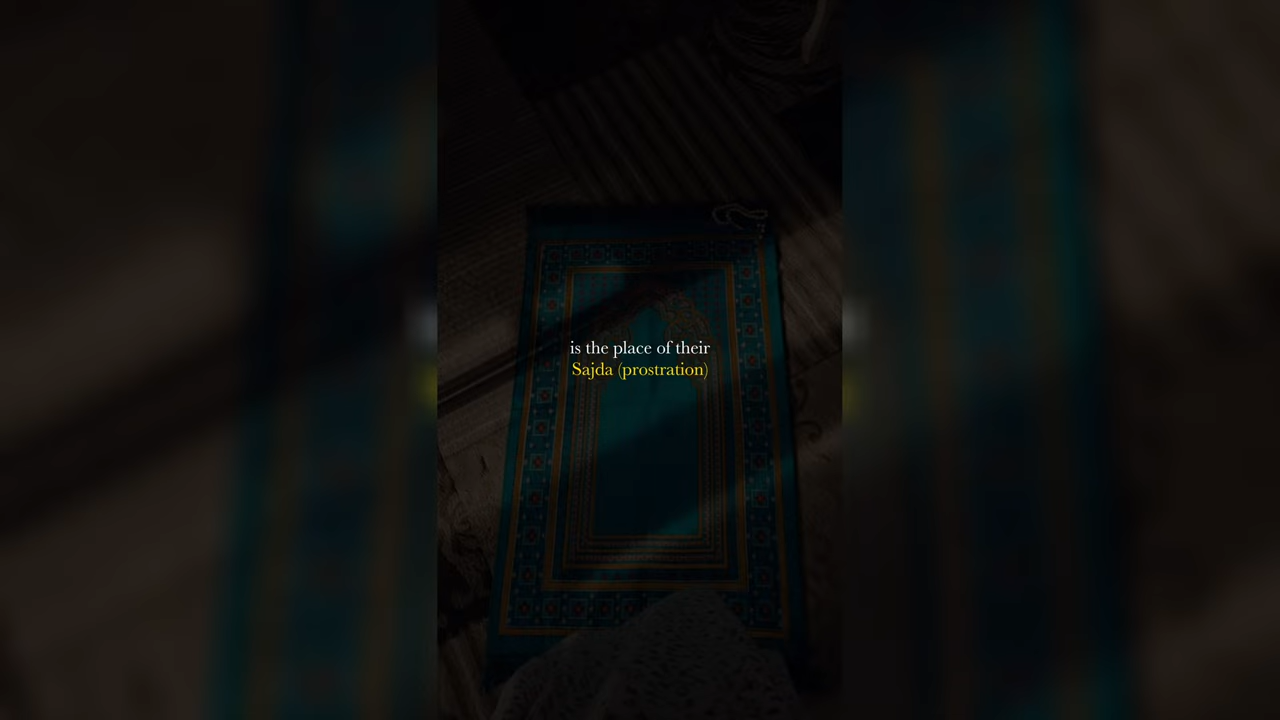 is the place of their
Sajda (prostration)